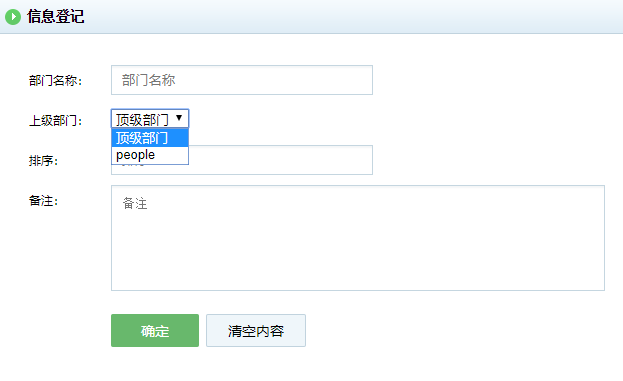 信息登记
部门名称: 部门名称
上级部门: 顶级部门
顶级部门
people
排序:
备注: 备注
确定 清空内容